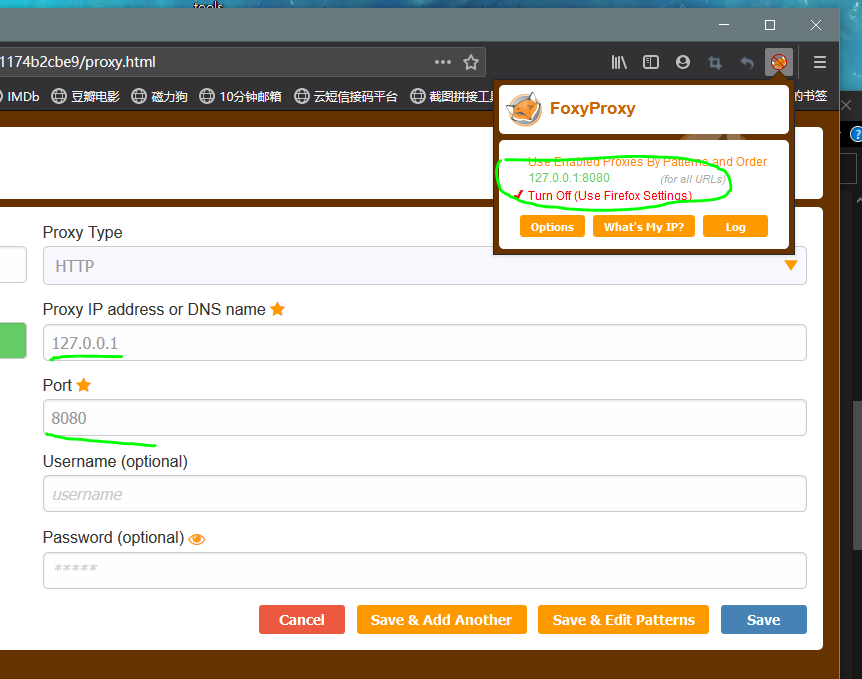 tools
1174b2cbe9/proxy.html
IMDb 豆瓣电影 磁力狗 10分钟邮箱 云短信接码平台 截图拼接工具 的书签
FoxyProxy
Use Enabled Proxies By Patterns and Order
127.0.0.1:8080 (for all URLs)
Turn Off (Use Firefox Settings)
Options What's My IP? Log
Proxy Type
HTTP
Proxy IP address or DNS name
127.0.0.1
Port
8080
Username (optional)
username
Password (optional)
*****
Cancel Save & Add Another Save & Edit Patterns Save